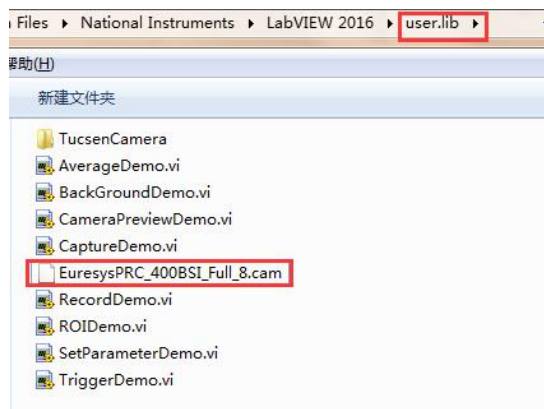 Files ▸ National Instruments ▸ LabVIEW 2016 ▸ user.lib ▸
帮助(H)
新建文件夹
TucsenCamera
AverageDemo.vi
BackGroundDemo.vi
CameraPreviewDemo.vi
CaptureDemo.vi
EuresysPRC_400BSI_Full_8.cam
RecordDemo.vi
ROIDemo.vi
SetParameterDemo.vi
TriggerDemo.vi